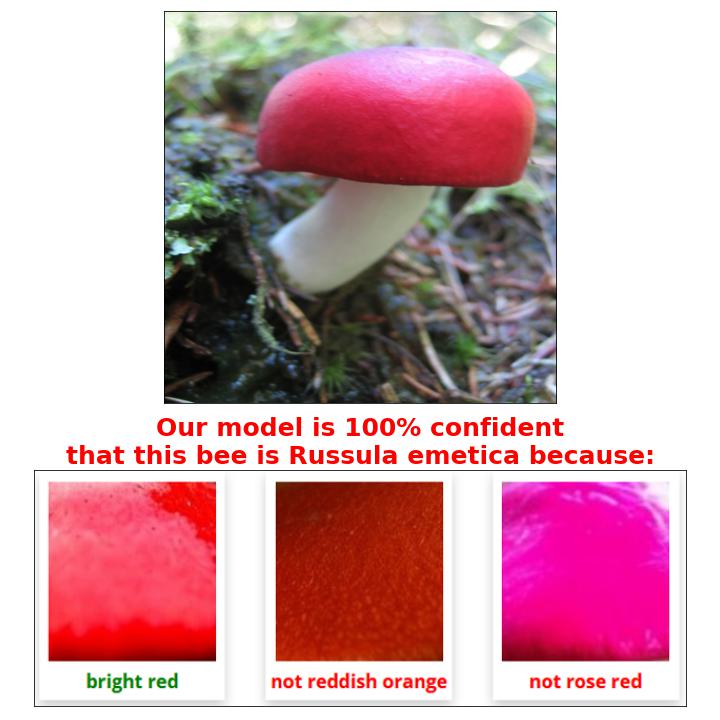 Our model is 100% confident
that this bee is Russula emetica because:
bright red
not reddish orange
not rose red